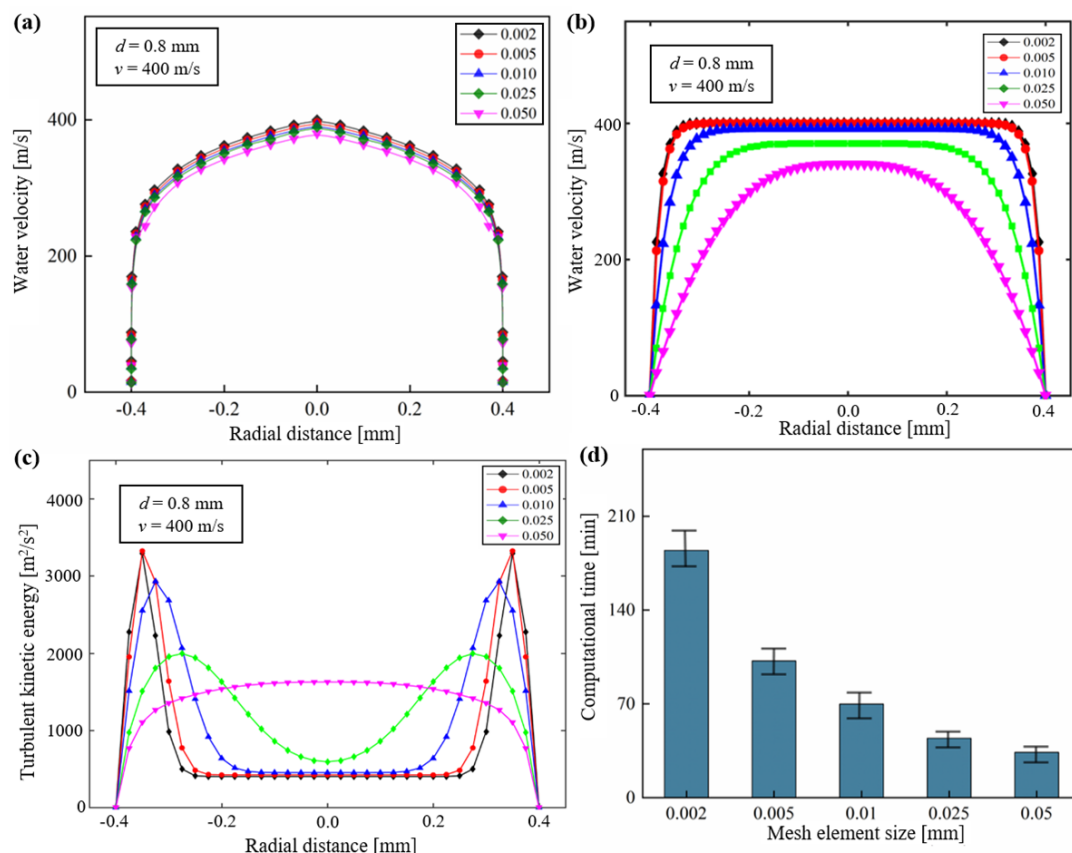 (a)
d = 0.8 mm
v = 400 m/s
0.002
0.005
0.010
0.025
0.050
Water velocity [m/s]
400
200
0
-0.4
-0.2
0.0
0.2
0.4
Radial distance [mm]
(b)
d = 0.8 mm
v = 400 m/s
0.002
0.005
0.010
0.025
0.050
Water velocity [m/s]
400
200
0
-0.4
-0.2
0.0
0.2
0.4
Radial distance [mm]
(c)
d = 0.8 mm
v = 400 m/s
0.002
0.005
0.010
0.025
0.050
Turbulent kinetic energy [m²/s²]
4000
3000
2000
1000
0
-0.4
-0.2
0.0
0.2
0.4
Radial distance [mm]
(d)
Computational time [min]
210
140
70
0
0.002
0.005
0.01
0.025
0.05
Mesh element size [mm]